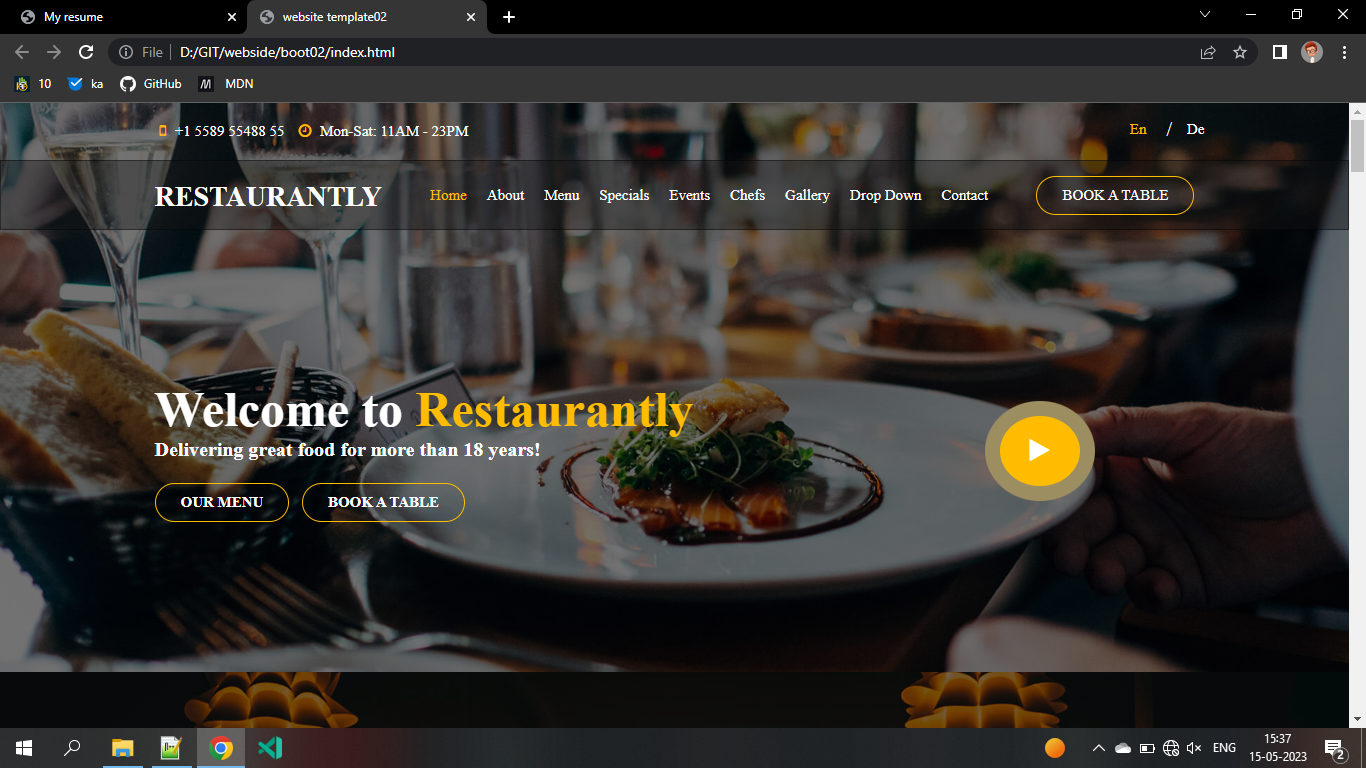 My resume
website template02
File
D:/GIT/webside/boot02/index.html
10 ka GitHub MDN
+1 5589 55488 55 Mon-Sat: 11AM - 23PM
En / De
RESTAURANTLY
Home About Menu Specials Events Chefs Gallery Drop Down Contact
BOOK A TABLE
Welcome to Restaurantly
Delivering great food for more than 18 years!
OUR MENU
BOOK A TABLE
ENG
15:37
15-05-2023
2